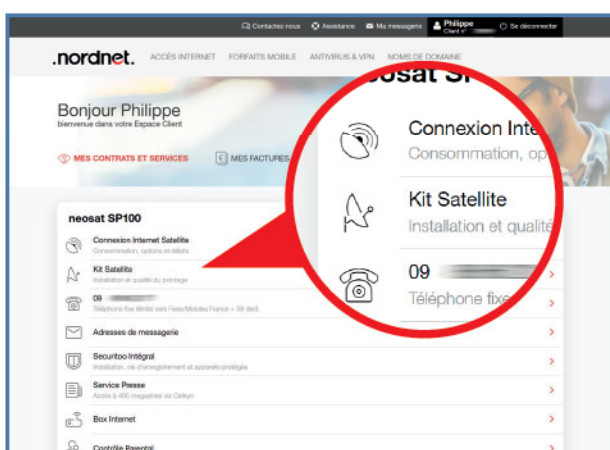 Contactez-nous Assistance Ma messagerie Philippe Se déconnecter
Client n°
.nordnet. ACCÈS INTERNET FORFAITS MOBILE ANTIVIRUS & VPN NOMS DE DOMAINE
Bonjour Philippe
bienvenue dans votre Espace Client
MES CONTRATS ET SERVICES MES FACTURES
neosat SP100
Connexion Internet Satellite
Consommation, options et débits
Kit Satellite
Installation et qualité du pointage
09
Téléphone fixe illimité vers Fixes/Mobiles France + 58 dest.
Adresses de messagerie
Securitoo Intégral
Installation, clé d'enregistrement et appareils protégés
Service Presse
Accès à 400 magazines via Cafeyn
Box Internet
Contrôle Parental
neosat SP
Connexion Inte
Consommation, op
Kit Satellite
Installation et qualité
09
Téléphone fixe